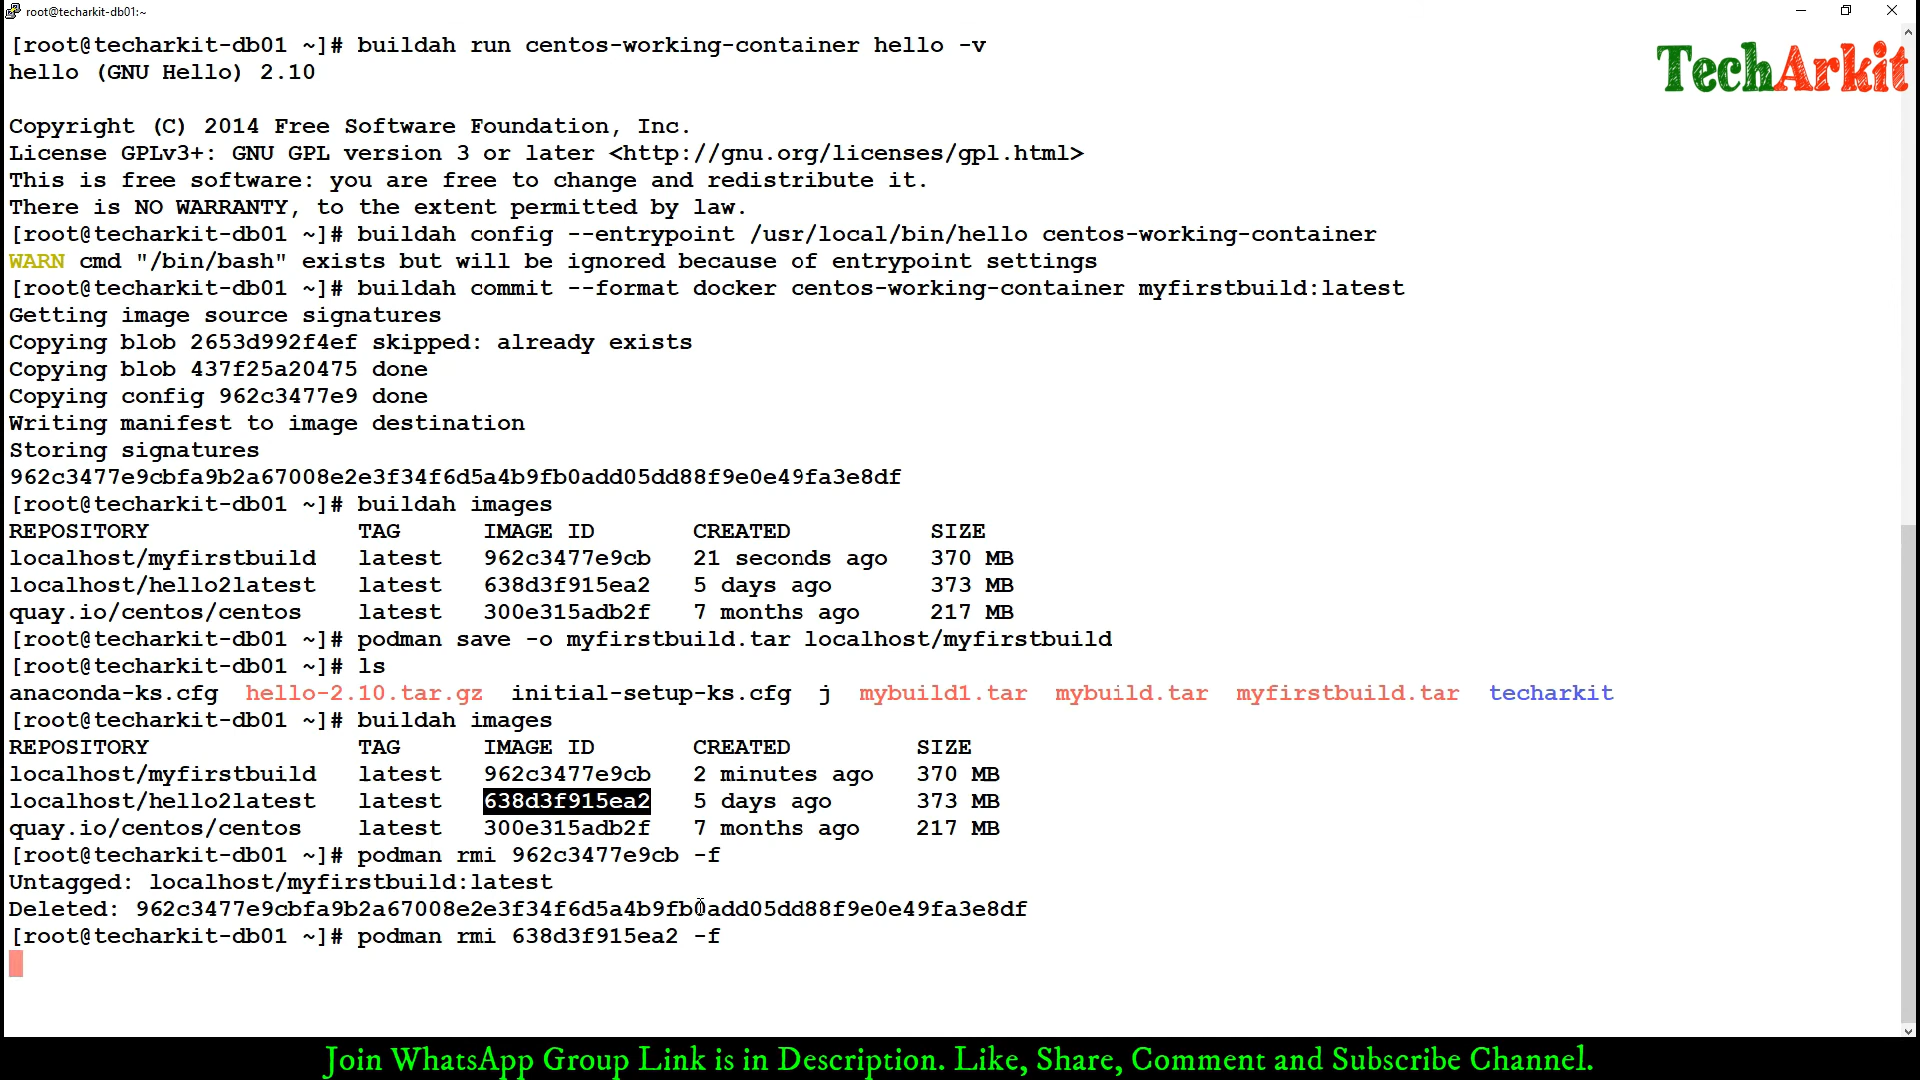 root@techarkit-db01:~
[root@techarkit-db01 ~]# buildah run centos-working-container hello -v
hello (GNU Hello) 2.10
TechArkit
Copyright (C) 2014 Free Software Foundation, Inc.
License GPLv3+: GNU GPL version 3 or later <http://gnu.org/licenses/gpl.html>
This is free software: you are free to change and redistribute it.
There is NO WARRANTY, to the extent permitted by law.
[root@techarkit-db01 ~]# buildah config --entrypoint /usr/local/bin/hello centos-working-container
WARN cmd "/bin/bash" exists but will be ignored because of entrypoint settings
[root@techarkit-db01 ~]# buildah commit --format docker centos-working-container myfirstbuild:latest
Getting image source signatures
Copying blob 2653d992f4ef skipped: already exists
Copying blob 437f25a20475 done
Copying config 962c3477e9 done
Writing manifest to image destination
Storing signatures
962c3477e9cbfa9b2a67008e2e3f34f6d5a4b9fb0add05dd88f9e0e49fa3e8df
[root@techarkit-db01 ~]# buildah images
REPOSITORY TAG IMAGE ID CREATED SIZE
localhost/myfirstbuild latest 962c3477e9cb 21 seconds ago 370 MB
localhost/hello2latest latest 638d3f915ea2 5 days ago 373 MB
quay.io/centos/centos latest 300e315adb2f 7 months ago 217 MB
[root@techarkit-db01 ~]# podman save -o myfirstbuild.tar localhost/myfirstbuild
[root@techarkit-db01 ~]# ls
anaconda-ks.cfg hello-2.10.tar.gz initial-setup-ks.cfg j mybuild1.tar mybuild.tar myfirstbuild.tar techarkit
[root@techarkit-db01 ~]# buildah images
REPOSITORY TAG IMAGE ID CREATED SIZE
localhost/myfirstbuild latest 962c3477e9cb 2 minutes ago 370 MB
localhost/hello2latest latest 638d3f915ea2 5 days ago 373 MB
quay.io/centos/centos latest 300e315adb2f 7 months ago 217 MB
[root@techarkit-db01 ~]# podman rmi 962c3477e9cb -f
Untagged: localhost/myfirstbuild:latest
Deleted: 962c3477e9cbfa9b2a67008e2e3f34f6d5a4b9fb0add05dd88f9e0e49fa3e8df
[root@techarkit-db01 ~]# podman rmi 638d3f915ea2 -f
Join WhatsApp Group Link is in Description. Like, Share, Comment and Subscribe Channel.